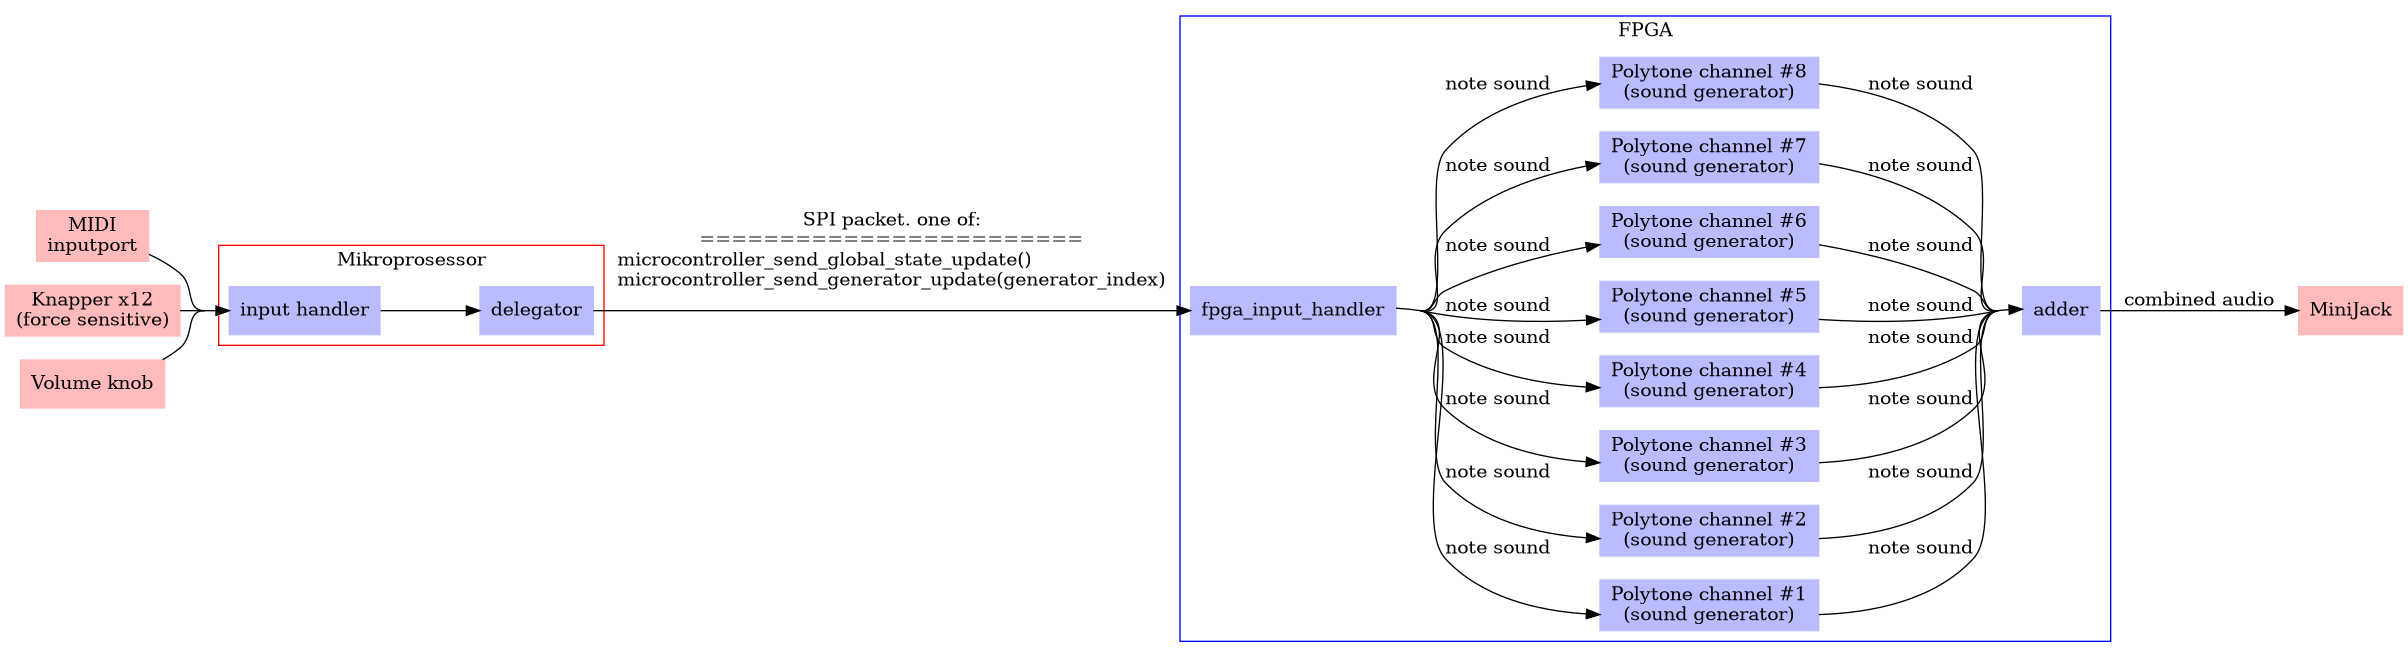 MIDI
inputport
Knapper x12
(force sensitive)
Volume knob
Mikroprosessor
input handler
delegator
SPI packet. one of:
========================
microcontroller_send_global_state_update()
microcontroller_send_generator_update(generator_index)
FPGA
fpga_input_handler
note sound
note sound
note sound
note sound
note sound
note sound
note sound
note sound
Polytone channel #8
(sound generator)
Polytone channel #7
(sound generator)
Polytone channel #6
(sound generator)
Polytone channel #5
(sound generator)
Polytone channel #4
(sound generator)
Polytone channel #3
(sound generator)
Polytone channel #2
(sound generator)
Polytone channel #1
(sound generator)
note sound
note sound
note sound
note sound
note sound
note sound
note sound
note sound
adder
combined audio
MiniJack